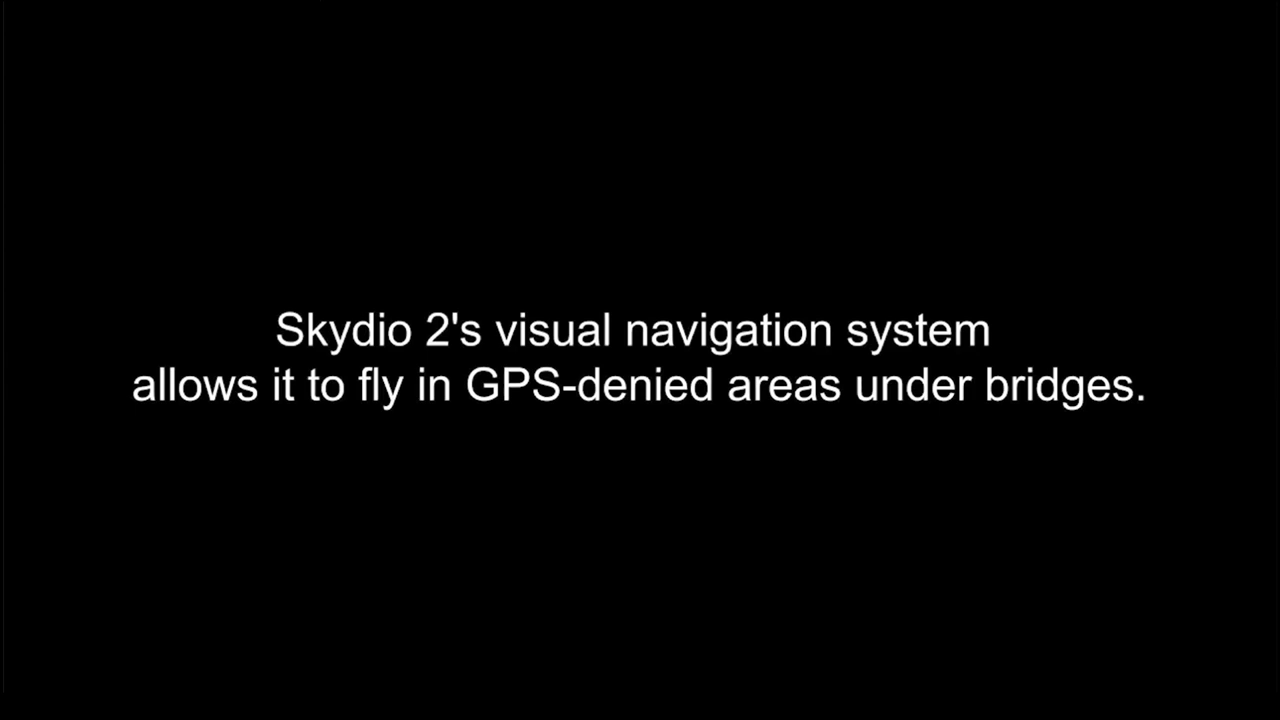 Skydio 2's visual navigation system
allows it to fly in GPS-denied areas under bridges.